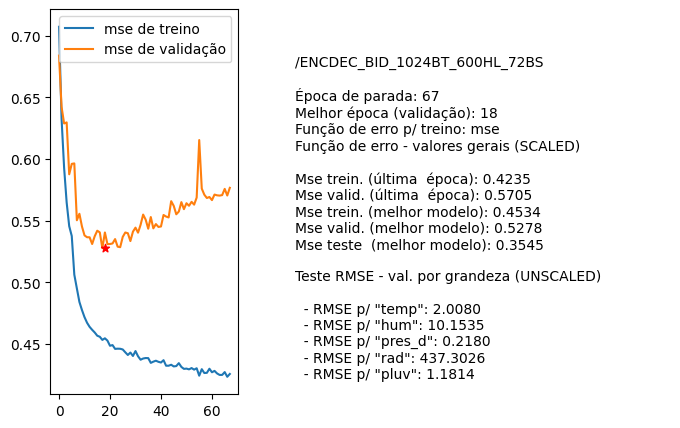 mse de treino
mse de validação
0.70
0.65
0.60
0.55
0.50
0.45
0
20
40
60
/ENCDEC_BID_1024BT_600HL_72BS
Época de parada: 67
Melhor época (validação): 18
Função de erro p/ treino: mse
Função de erro - valores gerais (SCALED)
Mse trein. (última  época): 0.4235
Mse valid. (última  época): 0.5705
Mse trein. (melhor modelo): 0.4534
Mse valid. (melhor modelo): 0.5278
Mse teste  (melhor modelo): 0.3545
Teste RMSE - val. por grandeza (UNSCALED)
- RMSE p/ "temp": 2.0080
- RMSE p/ "hum": 10.1535
- RMSE p/ "pres_d": 0.2180
- RMSE p/ "rad": 437.3026
- RMSE p/ "pluv": 1.1814